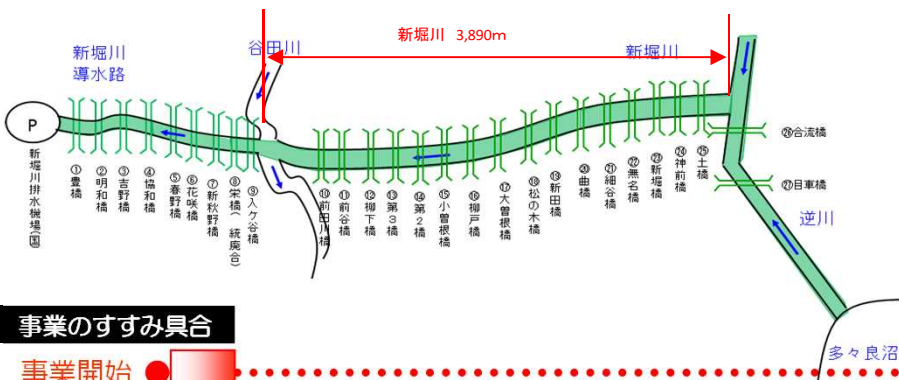 新堀川 3,890m
新堀川
導水路
谷田川
新堀川
P
新堀川排水機場(国)
①豊橋
②明和橋
③吉野橋
④協和橋
⑤春野橋
⑥花咲橋
⑦新秋野橋
⑧栄橋(統廃合)
⑨入ケ谷橋
⑩前田川橋
⑪前谷橋
⑫柳下橋
⑬第3橋
⑭第2橋
⑮小曽根橋
⑯柳戸橋
⑰大曽根橋
⑱松の木橋
⑲新田橋
⑳曲橋
㉑細谷橋
㉒無名橋
㉓新堀橋
㉔神前橋
㉕土橋
㉖合流橋
㉗目車橋
逆川
多々良沼
事業のすすみ具合
事業開始